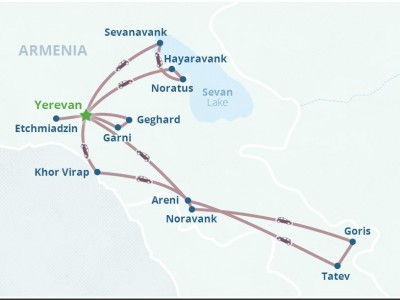 Sevanavank
ARMENIA
Hayaravank
Noratus
Sevan
Lake
Yerevan
Etchmiadzin
Geghard
Garni
Khor Virap
Areni
Noravank
Goris
Tatev